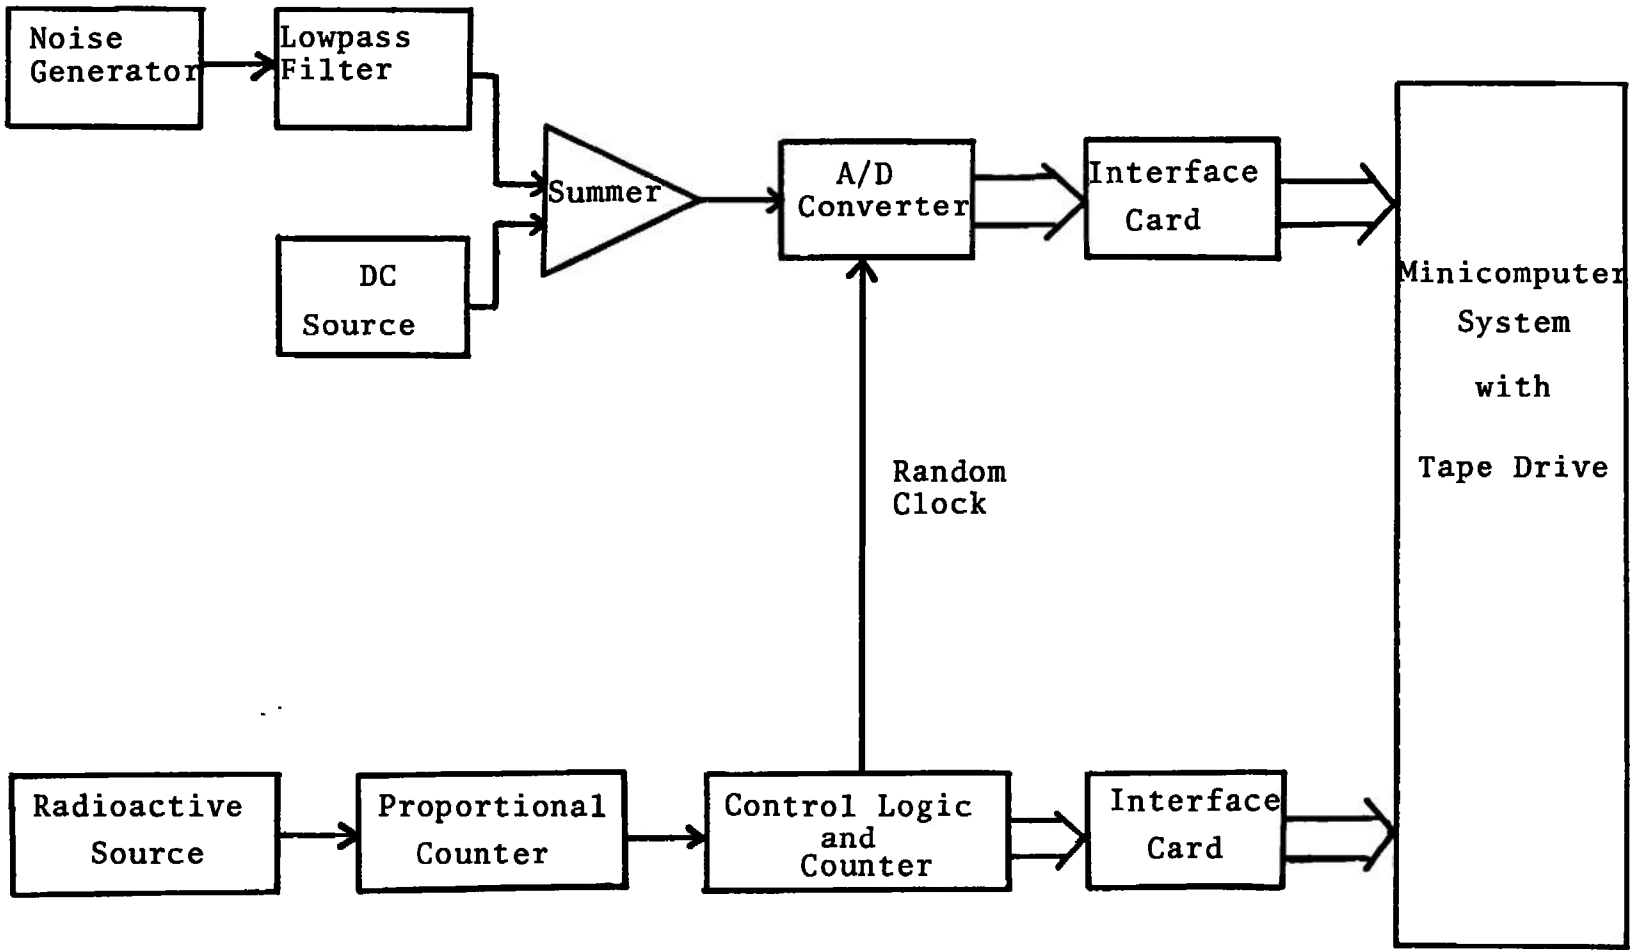 Noise
Generator
Lowpass
Filter
Summer
DC
Source
A/D
Converter
Interface
Card
Minicomputer
System
with
Tape Drive
Random
Clock
Radioactive
Source
Proportional
Counter
Control Logic
and
Counter
Interface
Card